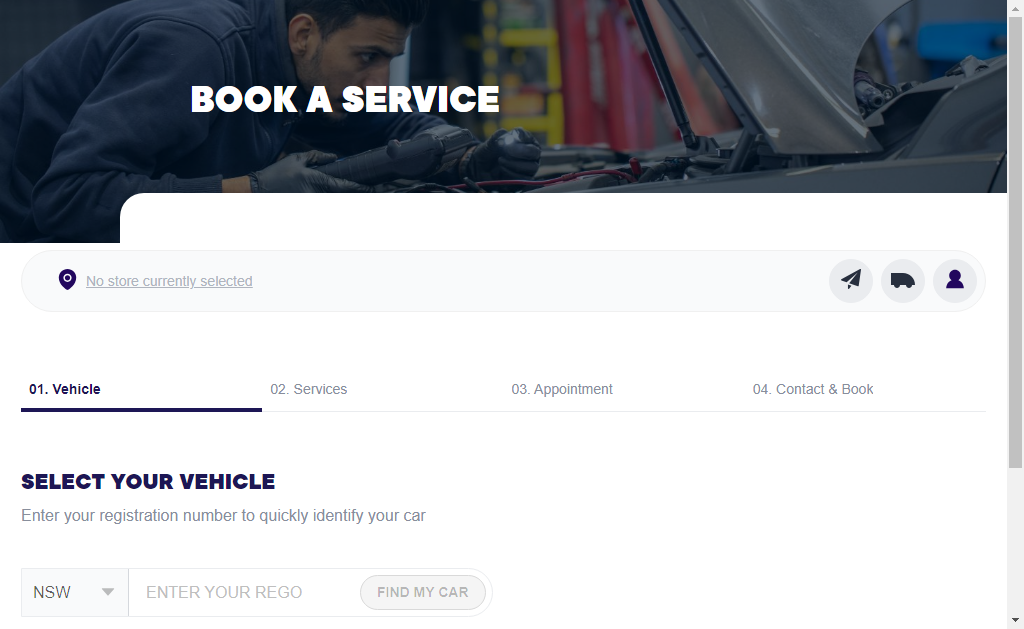 BOOK A SERVICE
No store currently selected
01. Vehicle
02. Services
03. Appointment
04. Contact & Book
SELECT YOUR VEHICLE
Enter your registration number to quickly identify your car
NSW
ENTER YOUR REGO
FIND MY CAR